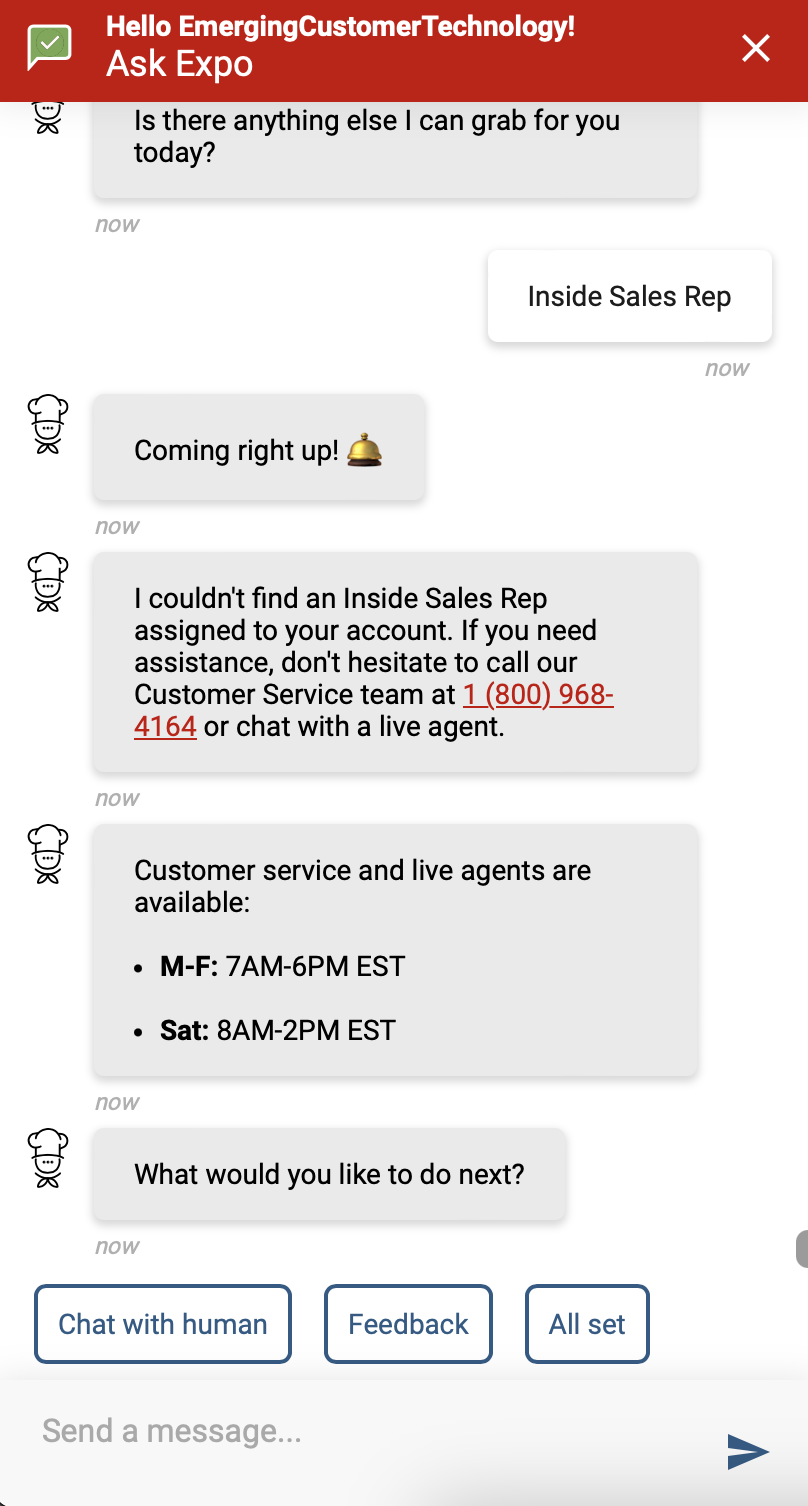 Hello EmergingCustomerTechnology!
Ask Expo
Is there anything else I can grab for you
today?
now
Inside Sales Rep
now
Coming right up!
now
I couldn't find an Inside Sales Rep
assigned to your account. If you need
assistance, don't hesitate to call our
Customer Service team at 1 (800) 968-
4164 or chat with a live agent.
now
Customer service and live agents are
available:
• M-F: 7AM-6PM EST
• Sat: 8AM-2PM EST
now
What would you like to do next?
now
Chat with human
Feedback
All set
Send a message...